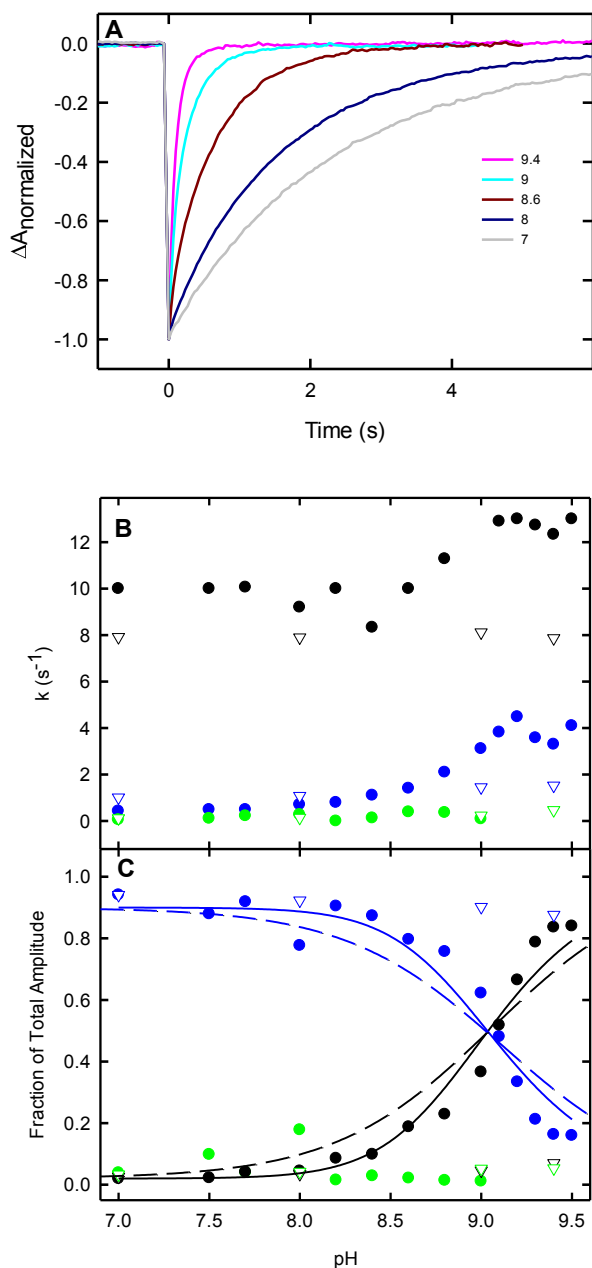 A
0.0
-0.2
-0.4
-0.6
-0.8
-1.0
ΔAnormalized
9.4
9
8.6
8
7
0 2 4
Time (s)
B
12
10
8
6
4
2
0
k (s-1)
C
1.0
0.8
0.6
0.4
0.2
0.0
Fraction of Total Amplitude
7.0 7.5 8.0 8.5 9.0 9.5
pH